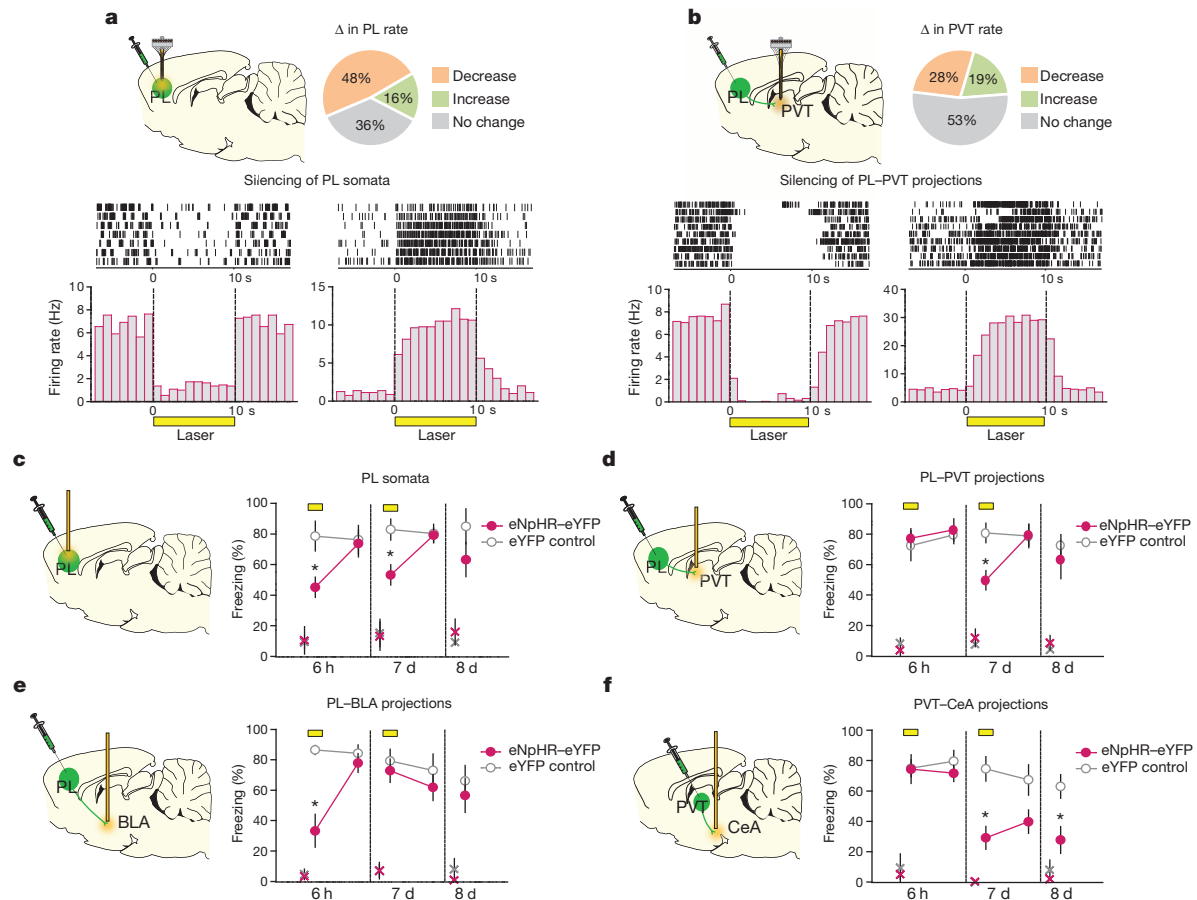 a
Δ in PL rate
48%
16%
36%
Decrease
Increase
No change
PL
Silencing of PL somata
0 10 s
0 10 s
Firing rate (Hz)
10
8
6
4
2
0
0 10 s
Laser
15
10
5
0
0 10 s
Laser
b
Δ in PVT rate
28%
19%
53%
Decrease
Increase
No change
PL
PVT
Silencing of PL–PVT projections
0 10 s
0 10 s
Firing rate (Hz)
10
8
6
4
2
0
0 10 s
Laser
40
30
20
10
0
0 10 s
Laser
c
PL
PL somata
Freezing (%)
100
80
60
40
20
0
*
*
6 h 7 d 8 d
eNpHR–eYFP
eYFP control
d
PL
PVT
PL–PVT projections
Freezing (%)
100
80
60
40
20
0
*
6 h 7 d 8 d
eNpHR–eYFP
eYFP control
e
PL
BLA
PL–BLA projections
Freezing (%)
100
80
60
40
20
0
*
6 h 7 d 8 d
eNpHR–eYFP
eYFP control
f
PVT
CeA
PVT–CeA projections
Freezing (%)
100
80
60
40
20
0
*
*
6 h 7 d 8 d
eNpHR–eYFP
eYFP control